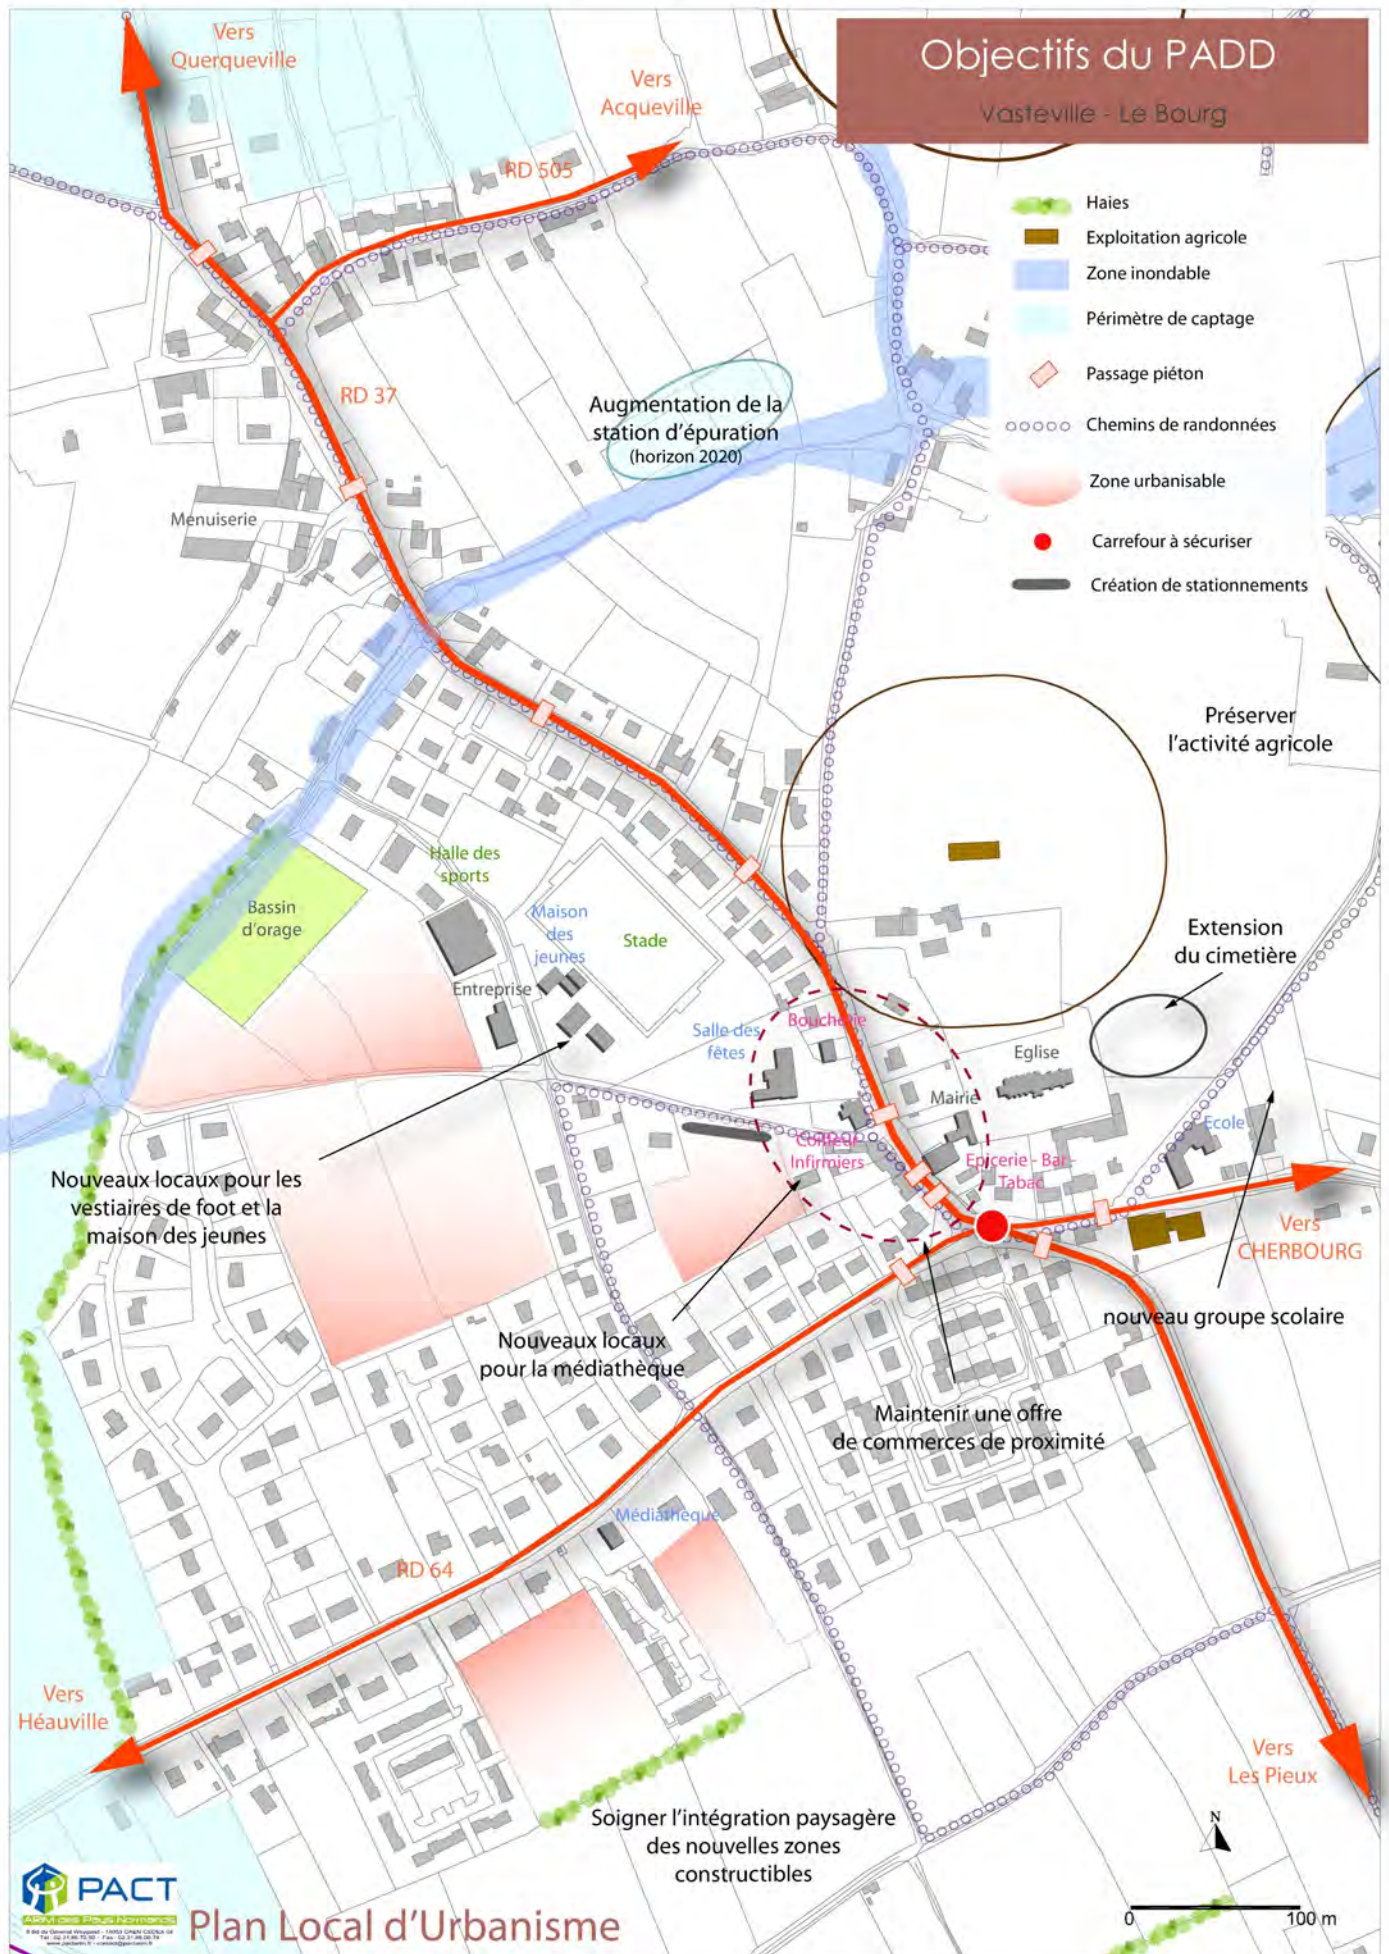 Objectifs du PADD
Vasteville - Le Bourg
Vers
Querqueville
Vers
Acqueville
RD 505
RD 37
Haies
Exploitation agricole
Zone inondable
Périmètre de captage
Passage piéton
Chemins de randonnées
Zone urbanisable
Carrefour à sécuriser
Création de stationnements
Augmentation de la
station d'épuration
(horizon 2020)
Menuiserie
Préserver
l'activité agricole
Halle des
sports
Bassin
d'orage
Maison
des
jeunes
Stade
Entreprise
Extension
du cimetière
Salle des
fêtes
Boucherie
Eglise
Mairie
Ecole
Coiffeur
Infirmiers
Epicerie - Bar -
Tabac
Nouveaux locaux pour les
vestiaires de foot et la
maison des jeunes
Vers
CHERBOURG
nouveau groupe scolaire
Nouveaux locaux
pour la médiathèque
Maintenir une offre
de commerces de proximité
Médiathèque
RD 64
Vers
Héauville
Vers
Les Pieux
Soigner l'intégration paysagère
des nouvelles zones
constructibles
N
0 100 m
PACT
ARIM des Pays Normands
Plan Local d'Urbanisme